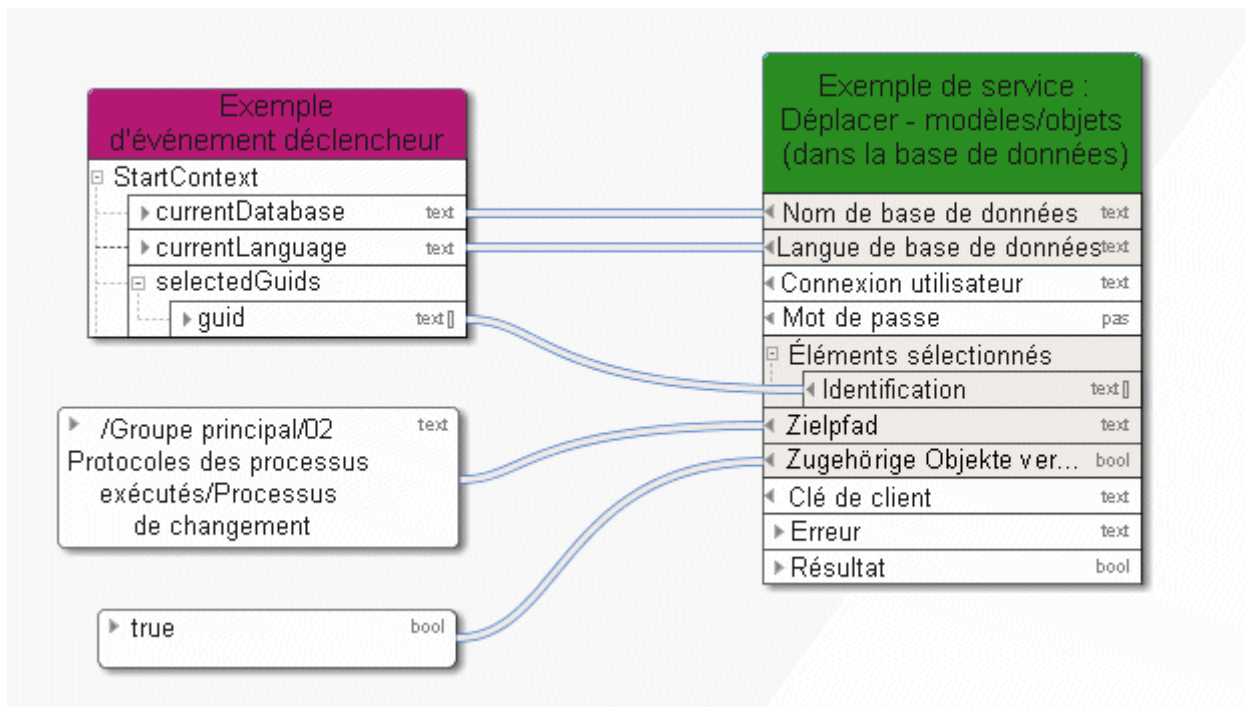 Exemple
d'événement déclencheur
StartContext
currentDatabase text
currentLanguage text
selectedGuids
guid text[]
/Groupe principal/02 text
Protocoles des processus
exécutés/Processus
de changement
true bool
Exemple de service :
Déplacer - modèles/objets
(dans la base de données)
Nom de base de données text
Langue de base de données text
Connexion utilisateur text
Mot de passe pas
Éléments sélectionnés
Identification text[]
Zielpfad text
Zugehörige Objekte ver... bool
Clé de client text
Erreur text
Résultat bool